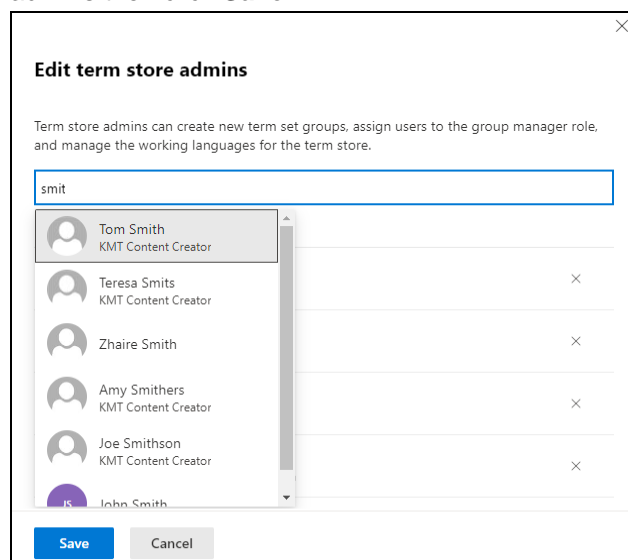 Edit term store admins
Term store admins can create new term set groups, assign users to the group manager role,
and manage the working languages for the term store.
smit
Tom Smith
KMT Content Creator
Teresa Smits
KMT Content Creator
Zhaire Smith
Amy Smithers
KMT Content Creator
Joe Smithson
KMT Content Creator
JS John Smith
Save Cancel